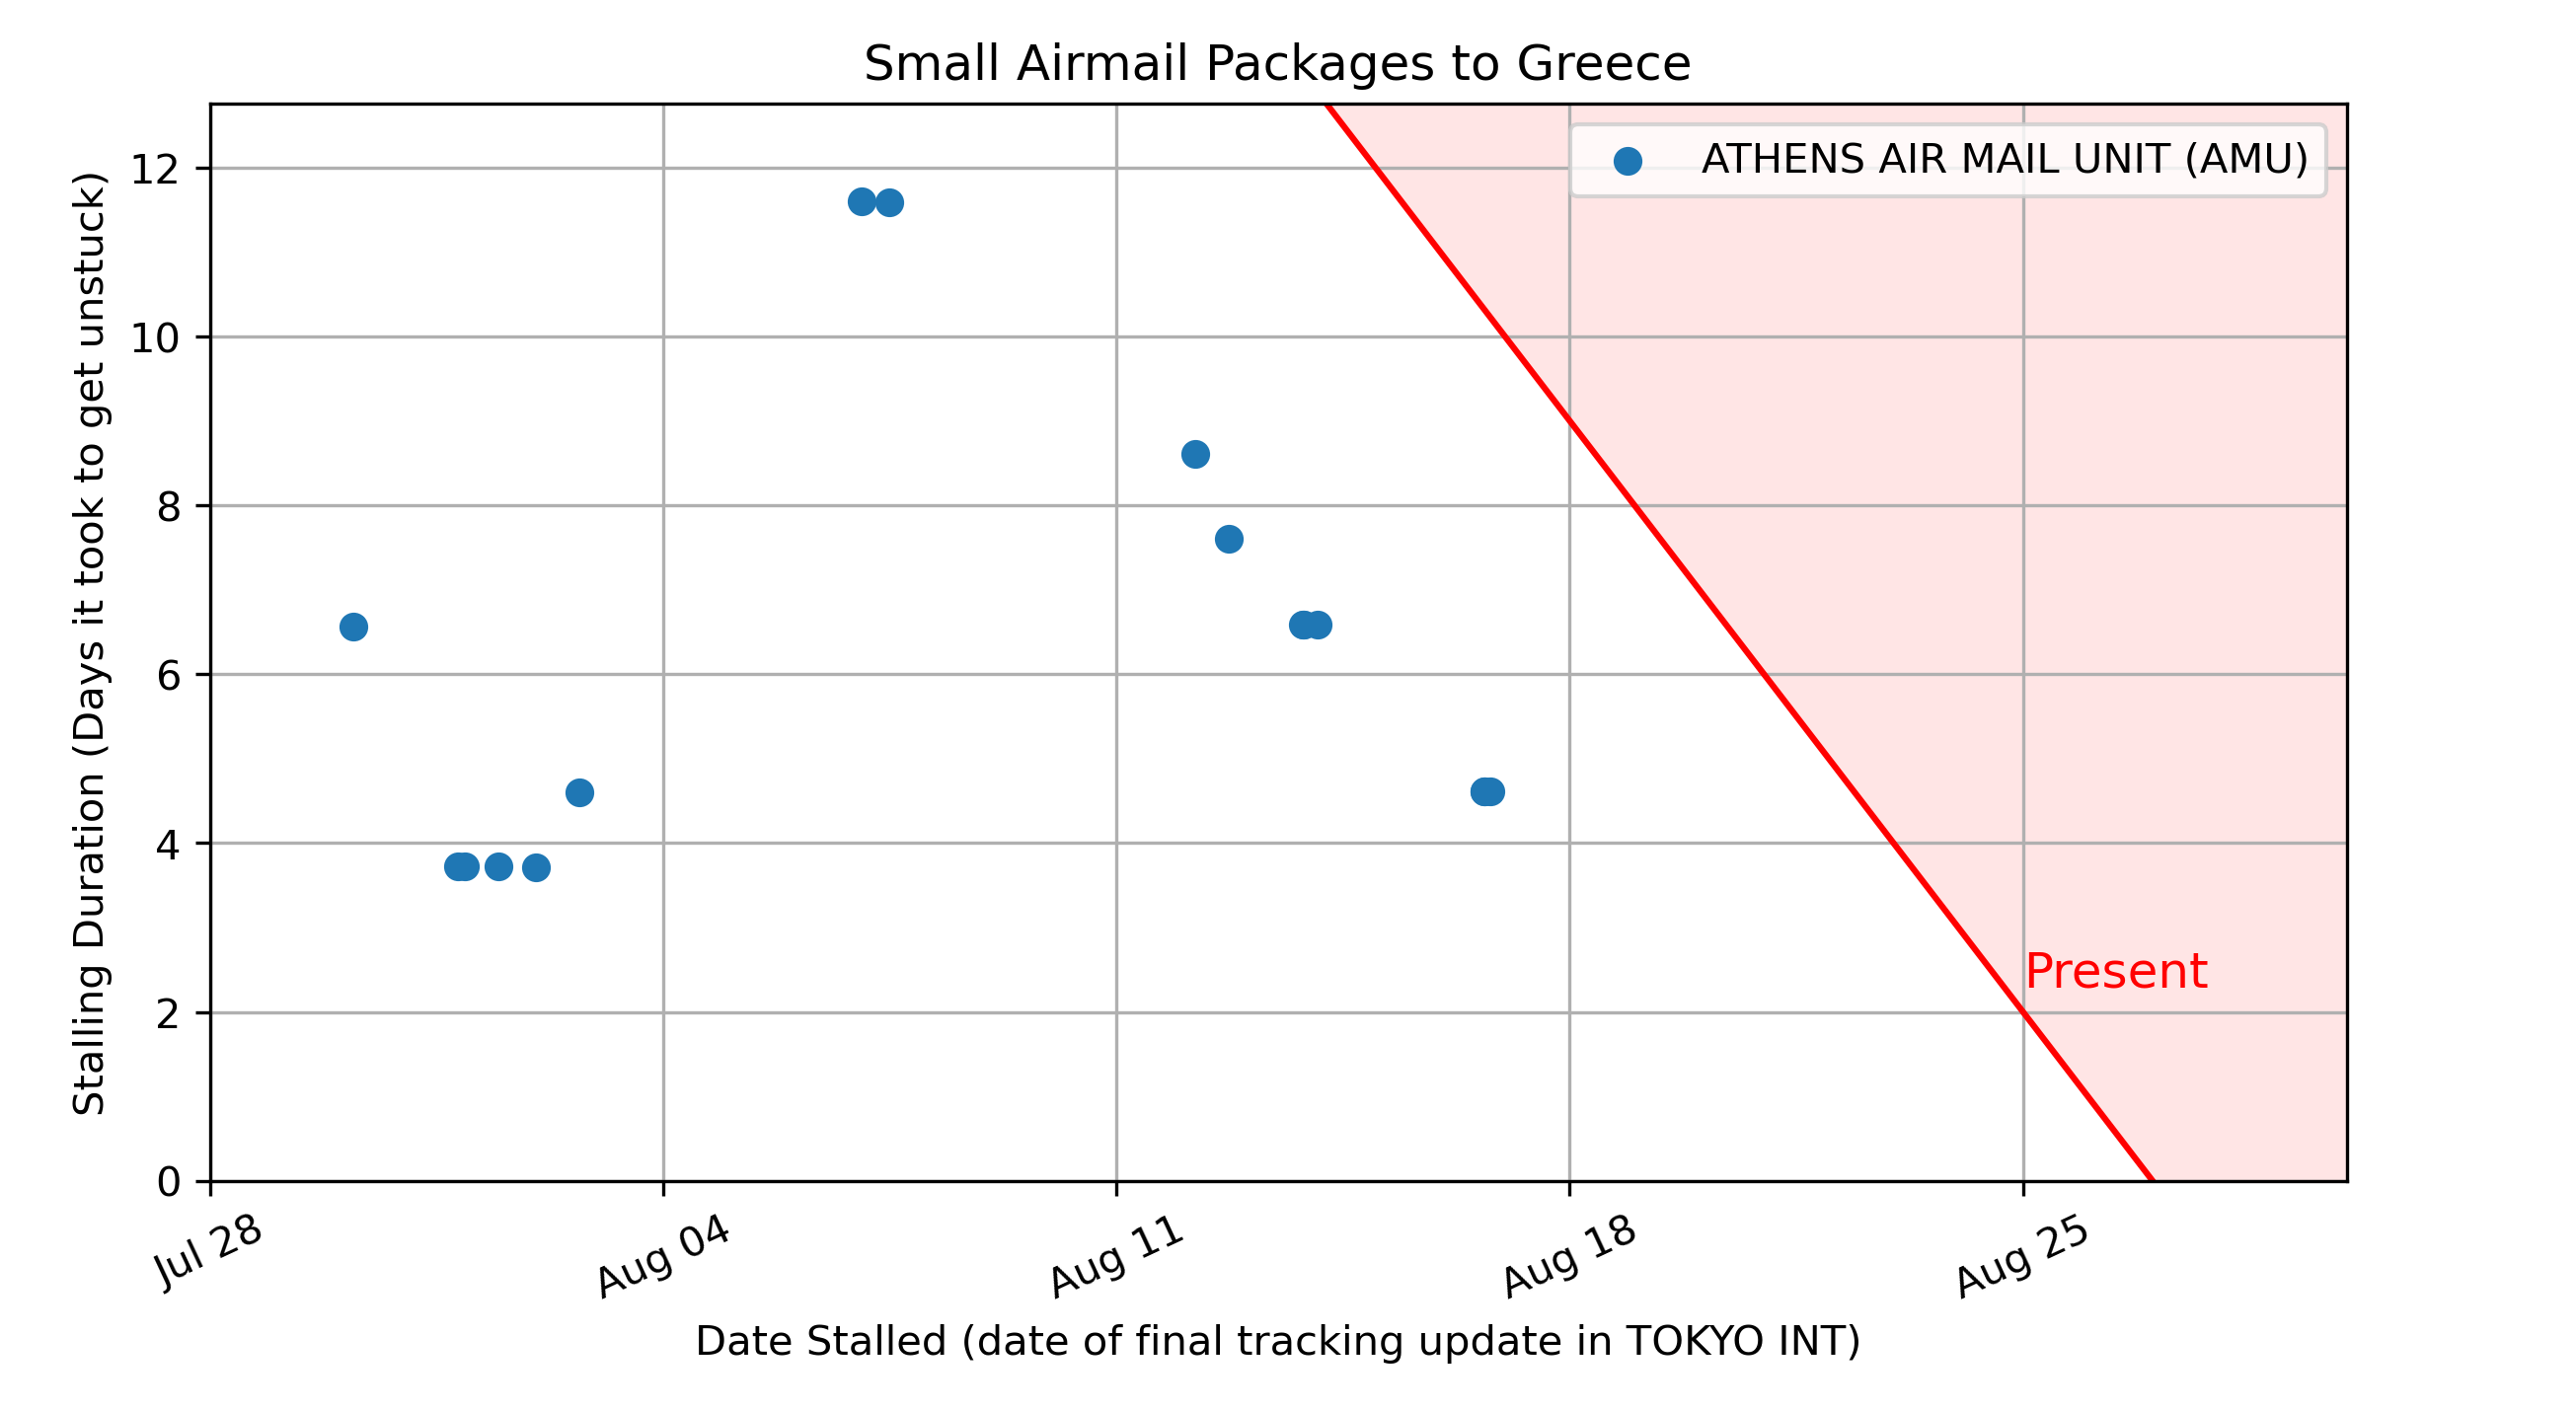 Small Airmail Packages to Greece
ATHENS AIR MAIL UNIT (AMU)
Stalling Duration (Days it took to get unstuck)
12
10
8
6
4
2
0
Present
Jul 28
Aug 04
Aug 11
Aug 18
Aug 25
Date Stalled (date of final tracking update in TOKYO INT)